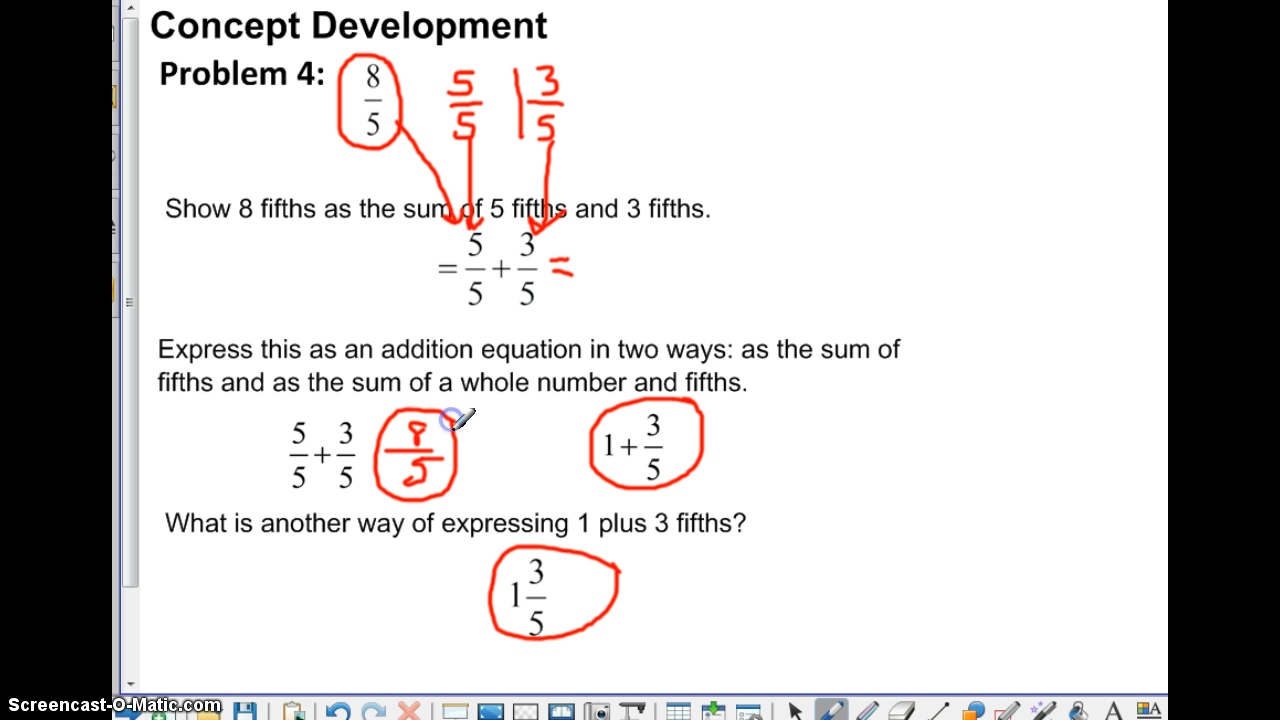 Concept Development
Problem 4: 8/5 5/5 1 3/5
Show 8 fifths as the sum of 5 fifths and 3 fifths.
= 5/5 + 3/5 =
Express this as an addition equation in two ways: as the sum of
fifths and as the sum of a whole number and fifths.
5/5 + 3/5 8/5 1 + 3/5
What is another way of expressing 1 plus 3 fifths?
1 3/5
Screencast-O-Matic.com